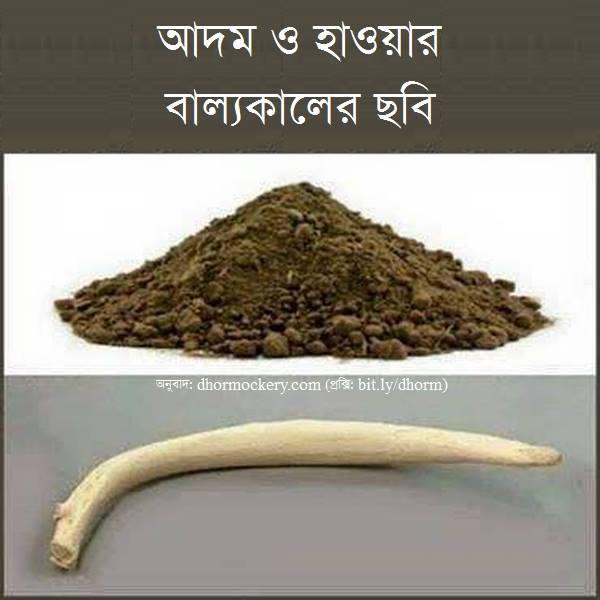 আদম ও হাওয়ার
বাল্যকালের ছবি
অনুবাদ: dhormockery.com (প্রক্সি: bit.ly/dhorm)